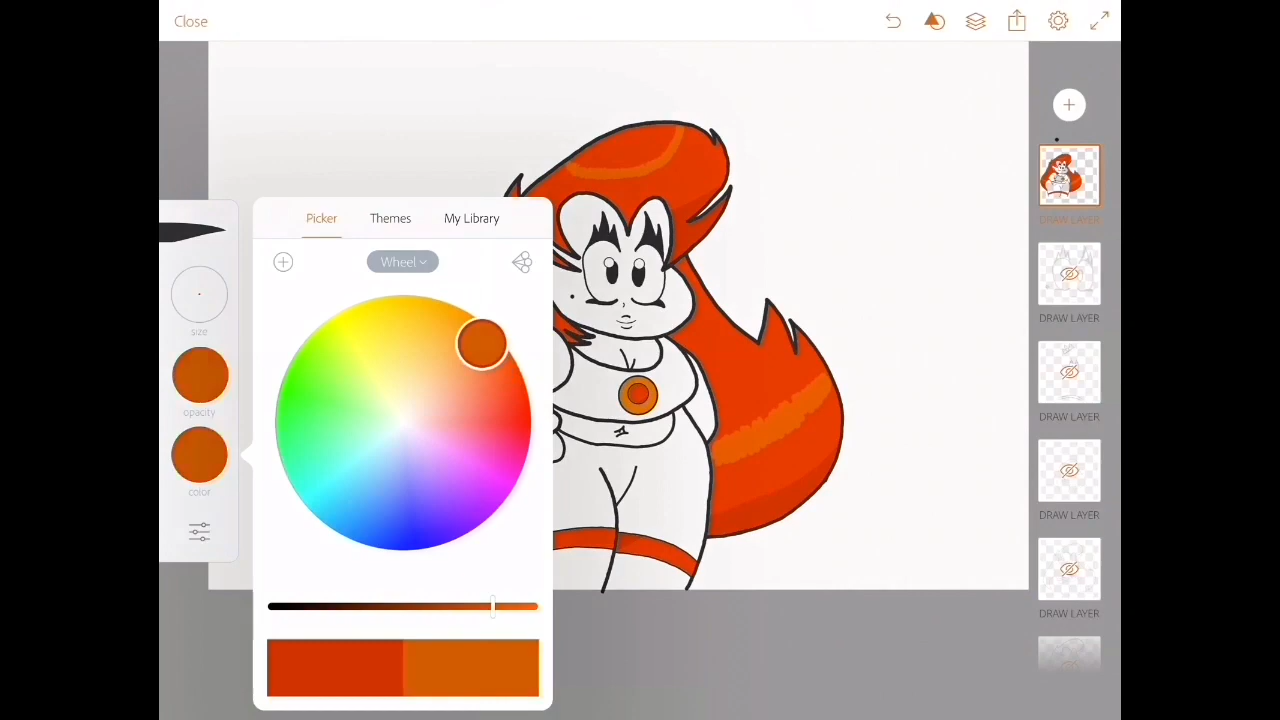 Close
Picker
Themes
My Library
Wheel
size
opacity
color
DRAW LAYER
DRAW LAYER
DRAW LAYER
DRAW LAYER
DRAW LAYER